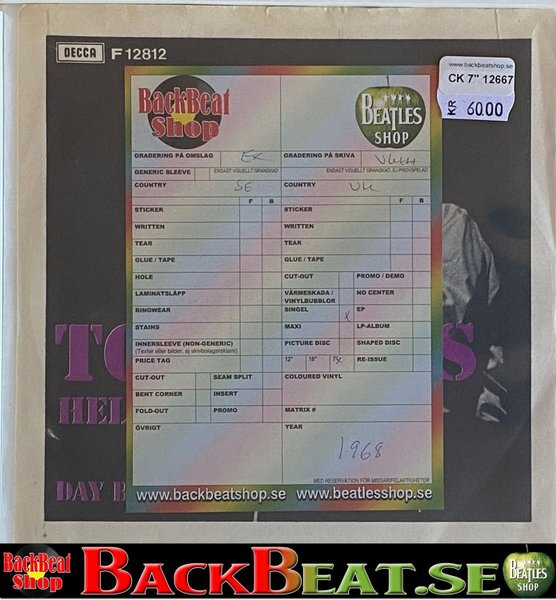 DECCA F 12812
www.backbeatshop.se
CK 7" 12667
KR 60.00
BackBeat Shop
BEATLES SHOP
GRADERING PÅ OMSLAG Ex
GRADERING PÅ SKIVA
GENERIC SLEEVE ENDAST VISUELLT GRANSKAD
ENDAST VISUELLT GRANSKAD, EJ PROVSPELAD
COUNTRY SE
COUNTRY UK
F B
F B
STICKER
STICKER
WRITTEN
WRITTEN
TEAR
TEAR
GLUE / TAPE
GLUE / TAPE
HOLE
CUT-OUT
PROMO / DEMO
LAMINATSLÄPP
VÄRMESKADA / VINYLBUBBLOR
NO CENTER
RINGWEAR
SINGEL X
EP
STAINS
MAXI
LP-ALBUM
INNERSLEEVE (NON-GENERIC)
(Texter eller bilder, ej skivbolagsreklam)
PICTURE DISC
SHAPED DISC
PRICE TAG
12" 10" 7"
RE-ISSUE
CUT-OUT
SEAM SPLIT
COLOURED VINYL
BENT CORNER
INSERT
FOLD-OUT
PROMO
MATRIX #
ÖVRIGT
YEAR
1968
MED RESERVATION FÖR MISSAR/FELAKTIGHETER
www.backbeatshop.se www.beatlesshop.se
TO S
HEL
DAY
BackBeat Shop
BACKBEAT.SE
BEATLES SHOP